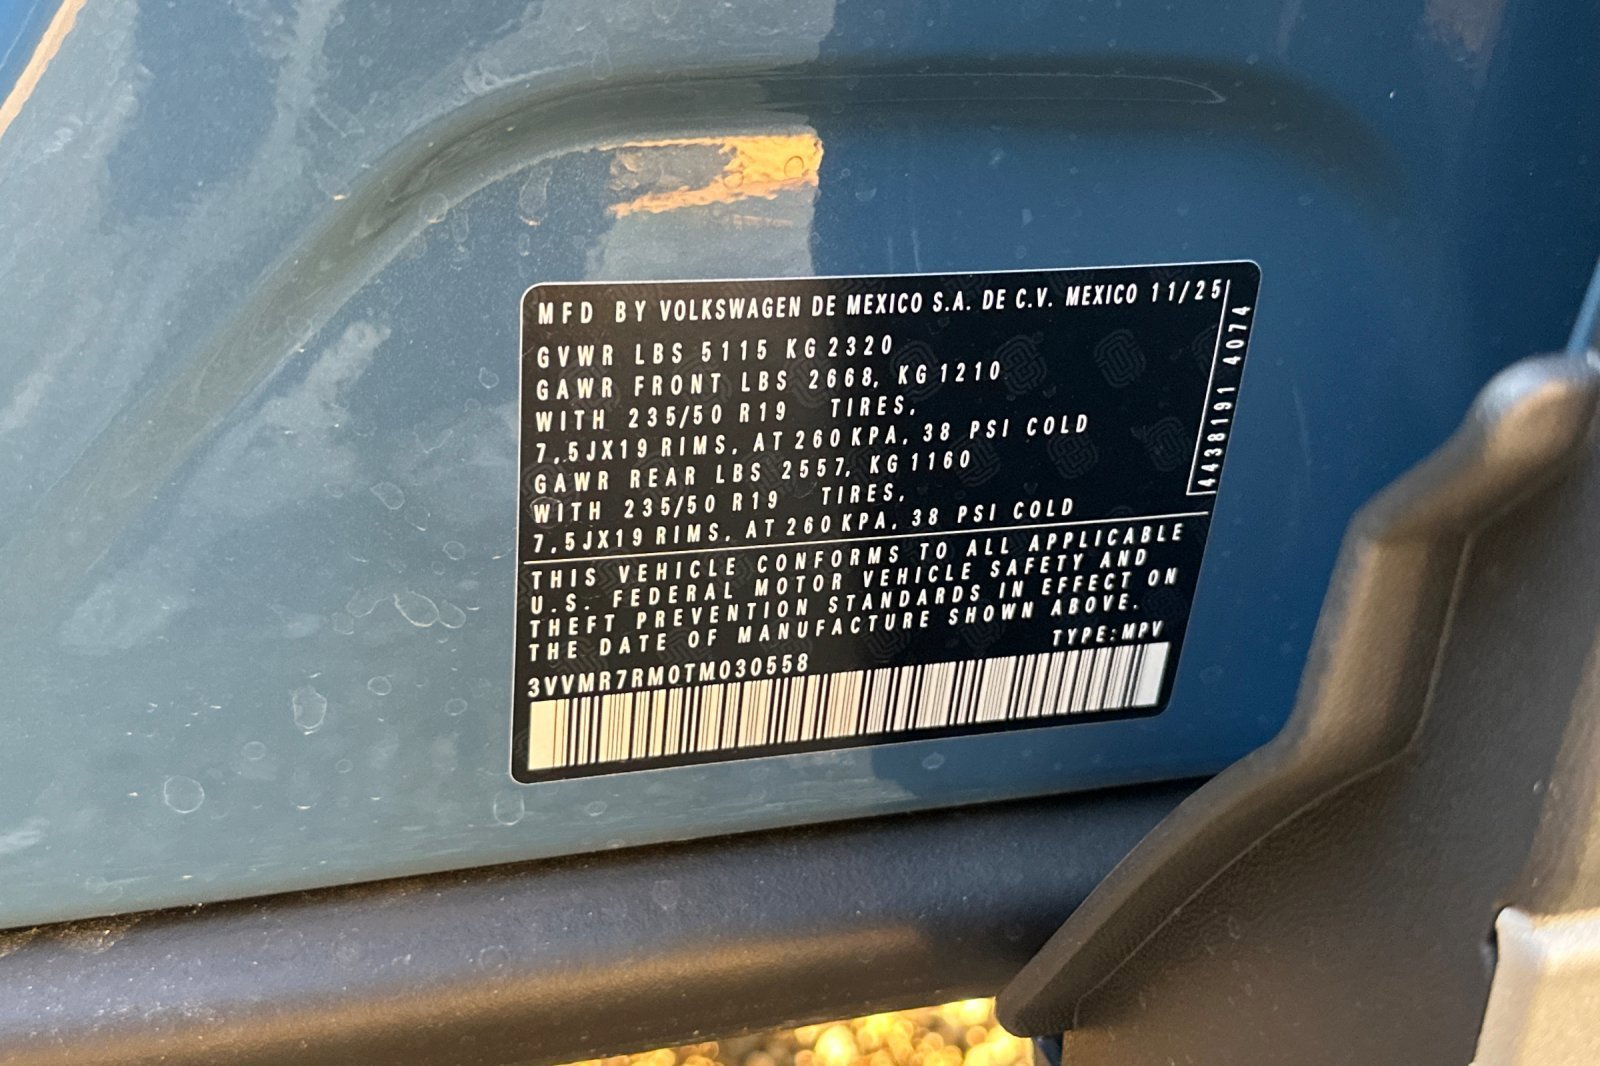 MFD BY VOLKSWAGEN DE MEXICO S.A. DE C.V. MEXICO 11/25
GVWR LBS 5115 KG 2320
GAWR FRONT LBS 2668, KG 1210
WITH 235/50 R19 TIRES,
7,5JX19 RIMS, AT 260 KPA, 38 PSI COLD
GAWR REAR LBS 2557, KG 1160
WITH 235/50 R19 TIRES,
7,5JX19 RIMS, AT 260 KPA, 38 PSI COLD
4438191 4074
THIS VEHICLE CONFORMS TO ALL APPLICABLE
U.S. FEDERAL MOTOR VEHICLE SAFETY AND
THEFT PREVENTION STANDARDS IN EFFECT ON
THE DATE OF MANUFACTURE SHOWN ABOVE.
TYPE:MPV
3VVMR7RM0TM030558